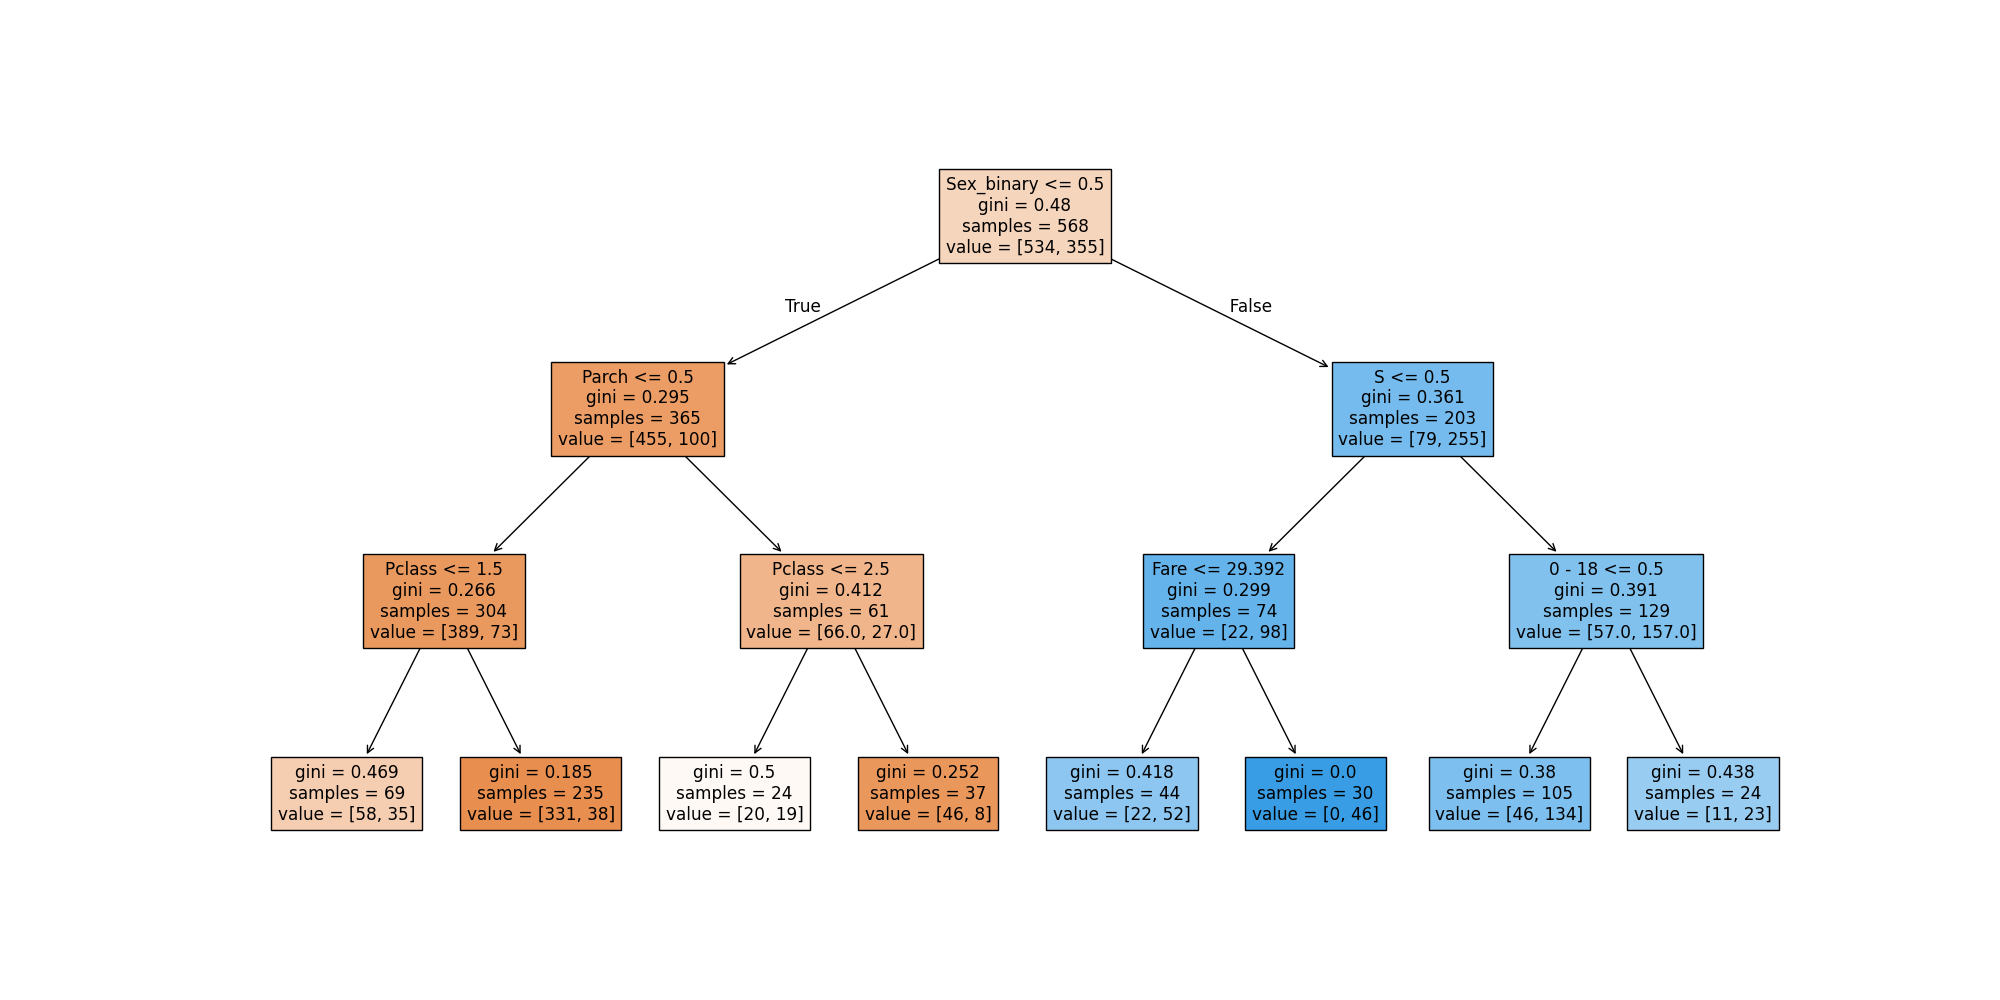 Sex_binary <= 0.5
gini = 0.48
samples = 568
value = [534, 355]
True
False
Parch <= 0.5
gini = 0.295
samples = 365
value = [455, 100]
S <= 0.5
gini = 0.361
samples = 203
value = [79, 255]
Pclass <= 1.5
gini = 0.266
samples = 304
value = [389, 73]
Pclass <= 2.5
gini = 0.412
samples = 61
value = [66.0, 27.0]
Fare <= 29.392
gini = 0.299
samples = 74
value = [22, 98]
0 - 18 <= 0.5
gini = 0.391
samples = 129
value = [57.0, 157.0]
gini = 0.469
samples = 69
value = [58, 35]
gini = 0.185
samples = 235
value = [331, 38]
gini = 0.5
samples = 24
value = [20, 19]
gini = 0.252
samples = 37
value = [46, 8]
gini = 0.418
samples = 44
value = [22, 52]
gini = 0.0
samples = 30
value = [0, 46]
gini = 0.38
samples = 105
value = [46, 134]
gini = 0.438
samples = 24
value = [11, 23]